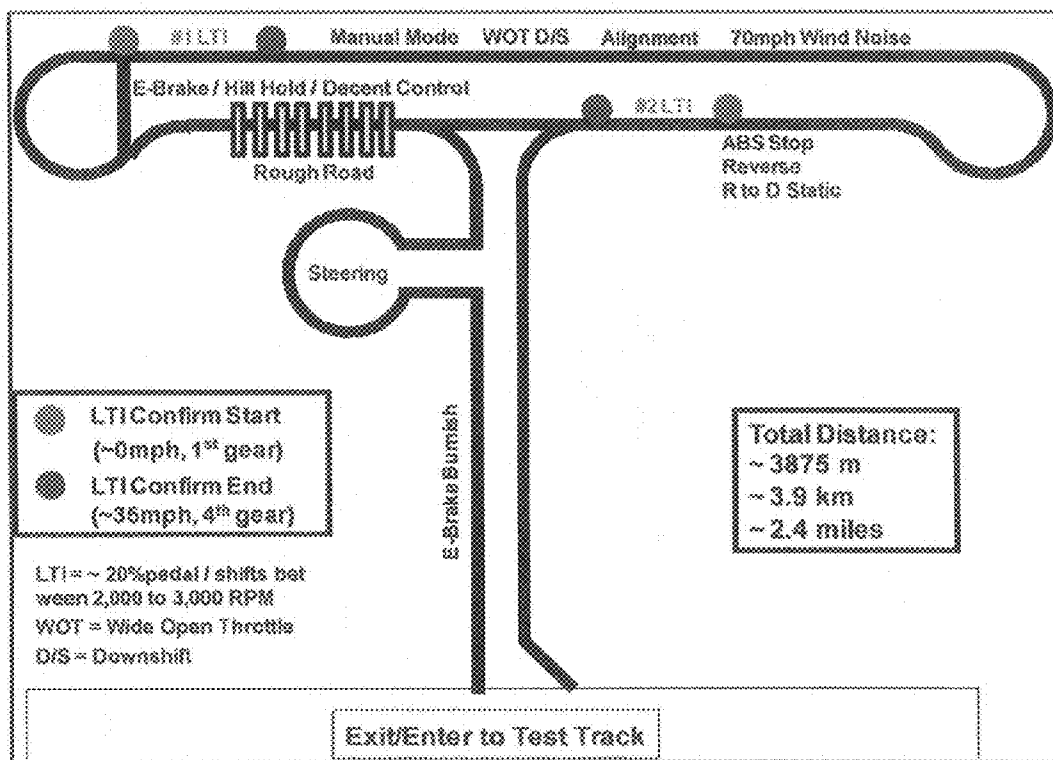 #1 LTI Manual Mode WOT D/S Alignment 70mph Wind Noise
E-Brake / Hill Hold / Decent Control
#2 LTI
Rough Road
ABS Stop
Reverse
R to D Static
Steering
E-Brake Burnish
LTI Confirm Start
(~0mph, 1st gear)
LTI Confirm End
(~35mph, 4th gear)
Total Distance:
~ 3875 m
~ 3.9 km
~ 2.4 miles
LTI = ~ 20%pedal / shifts bet
ween 2,000 to 3,000 RPM
WOT = Wide Open Throttle
D/S = Downshift
Exit/Enter to Test Track